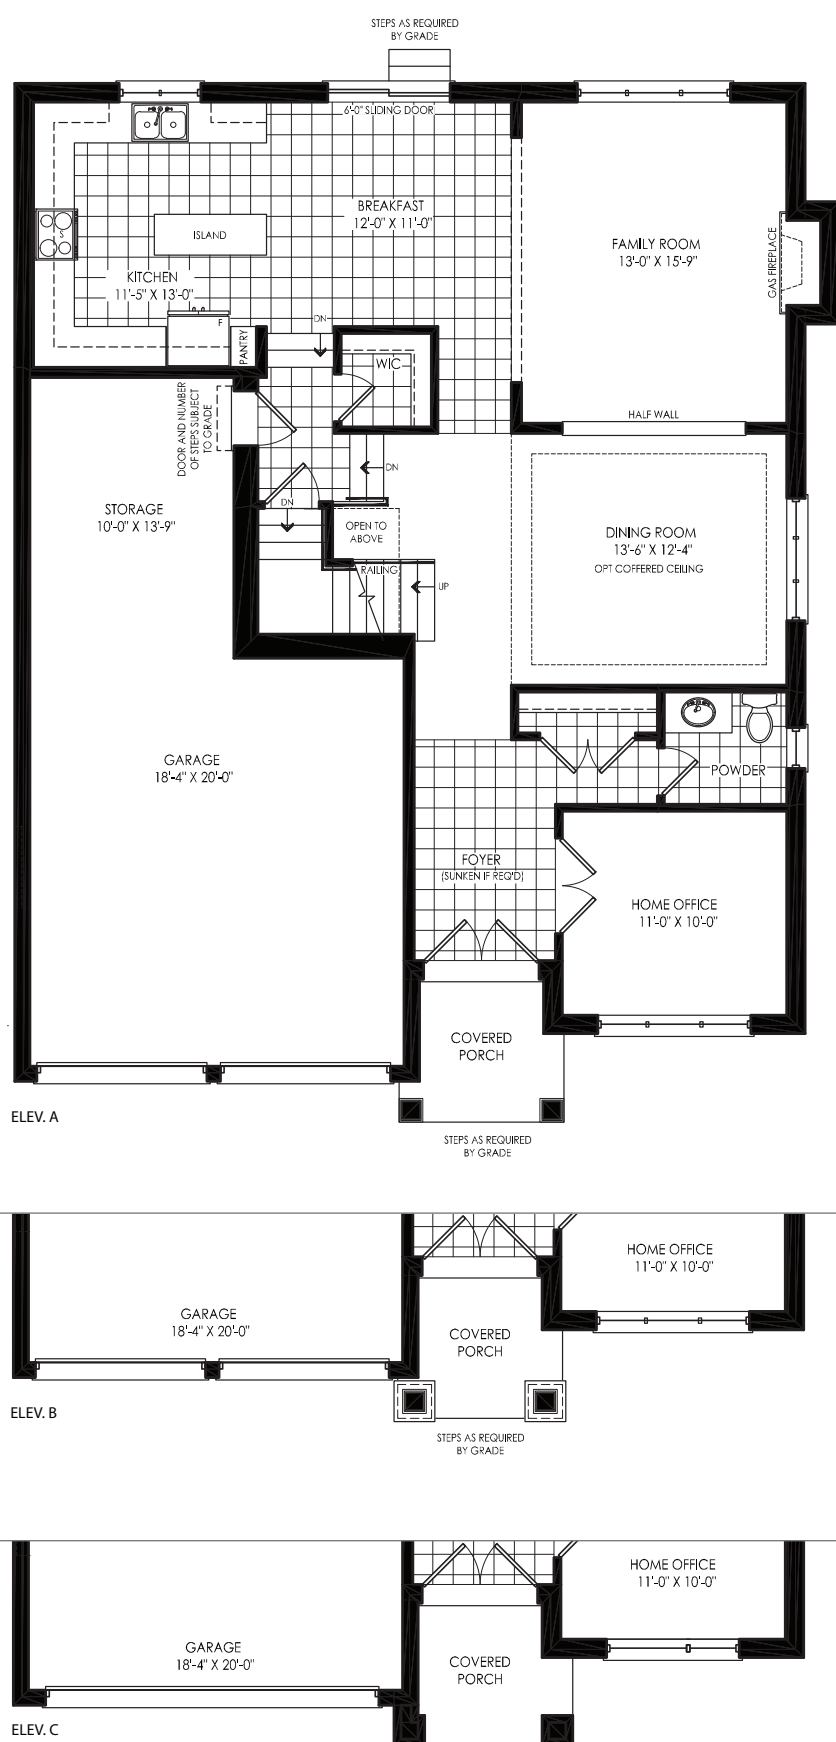 STEPS AS REQUIRED
BY GRADE
6'-0" SLIDING DOOR
BREAKFAST
12'-0" X 11'-0"
ISLAND
S
KITCHEN
11'-5" X 13'-0"
FAMILY ROOM
13'-0" X 15'-9"
GAS FIREPLACE
F
PANTRY
DN
WIC
DOOR AND NUMBER
OF STEPS SUBJECT
TO GRADE
HALF WALL
DN
DN
STORAGE
10'-0" X 13'-9"
OPEN TO
ABOVE
RAILING
UP
DINING ROOM
13'-6" X 12'-4"
OPT COFFERED CEILING
GARAGE
18'-4" X 20'-0"
POWDER
FOYER
(SUNKEN IF REQ'D)
HOME OFFICE
11'-0" X 10'-0"
COVERED
PORCH
ELEV. A
STEPS AS REQUIRED
BY GRADE
HOME OFFICE
11'-0" X 10'-0"
GARAGE
18'-4" X 20'-0"
COVERED
PORCH
ELEV. B
STEPS AS REQUIRED
BY GRADE
HOME OFFICE
11'-0" X 10'-0"
GARAGE
18'-4" X 20'-0"
COVERED
PORCH
ELEV. C